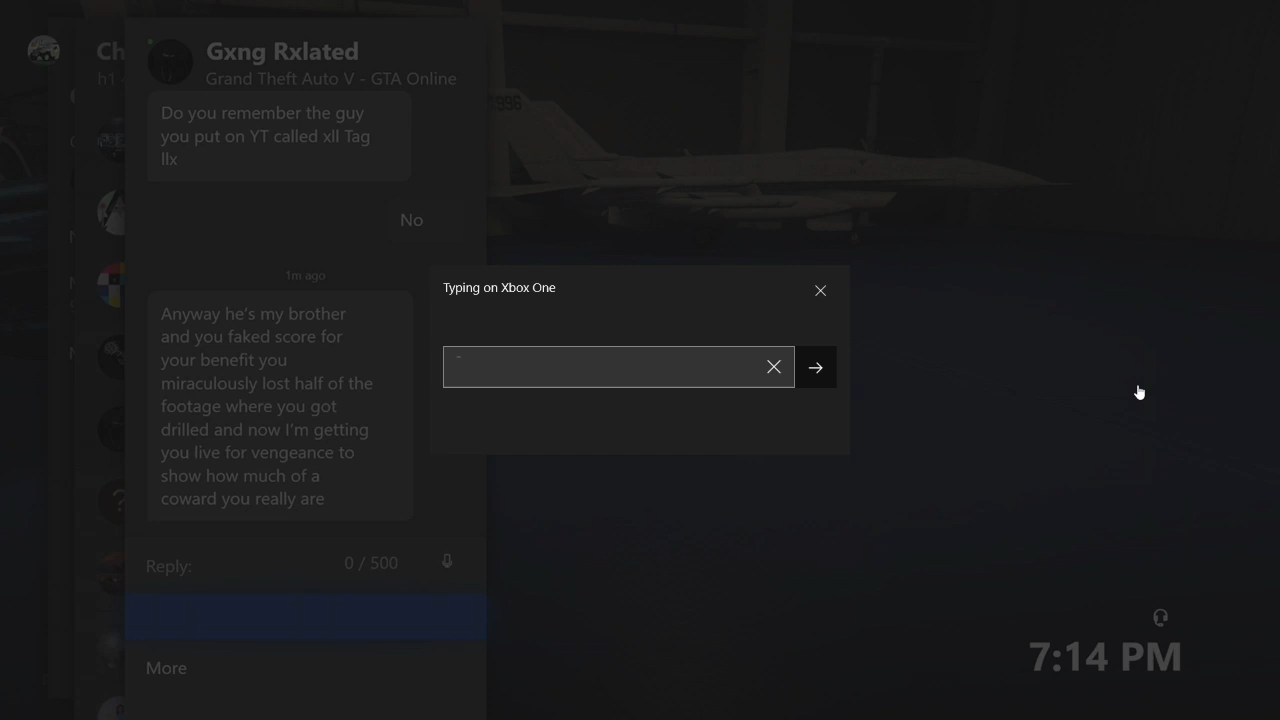 Ch
h1
Gxng Rxlated
Grand Theft Auto V - GTA Online
996
Do you remember the guy
you put on YT called xll Tag
llx
No
1m ago
Typing on Xbox One
Anyway he's my brother
and you faked score for
your benefit you
miraculously lost half of the
footage where you got
drilled and now I'm getting
you live for vengeance to
show how much of a
coward you really are
Reply:
0 / 500
More
7:14 PM